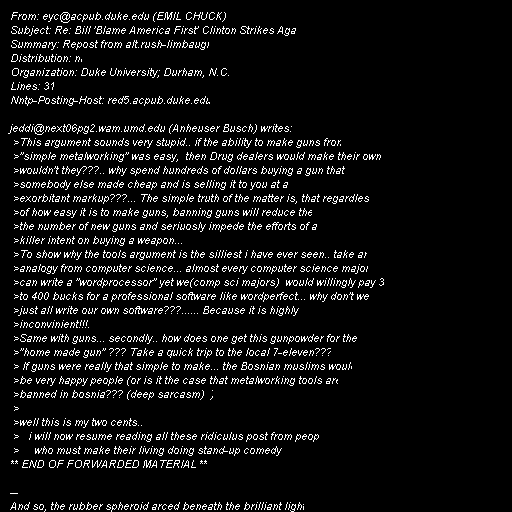 From: eyc@acpub.duke.edu (EMIL CHUCK)
Subject: Re: Bill 'Blame America First' Clinton Strikes Aga
Summary: Repost from alt.rush-limbaugh
Distribution: n
Organization: Duke University; Durham, N.C.
Lines: 31
Nntp-Posting-Host: red5.acpub.duke.edu

jeddi@next06pg2.wam.umd.edu (Anheuser Busch) writes:
>This argument sounds very stupid.. if the ability to make guns from
>"simple metalworking" was easy, then Drug dealers would make their own
>wouldn't they???.. why spend hundreds of dollars buying a gun that
>somebody else made cheap and is selling it to you at a
>exorbitant markup???... The simple truth of the matter is, that regardles
>of how easy it is to make guns, banning guns will reduce the
>the number of new guns and seriuosly impede the efforts of a
>killer intent on buying a weapon...
>To show why the tools argument is the silliest i have ever seen.. take an
>analogy from computer science... almost every computer science major
>can write a "wordprocessor" yet we(comp sci majors) would willingly pay 3
>to 400 bucks for a professional software like wordperfect... why don't we
>just all write our own software???...... Because it is highly
>inconvinient!!!.
>Same with guns... secondly.. how does one get this gunpowder for the
>"home made gun" ??? Take a quick trip to the local 7-eleven???
> If guns were really that simple to make... the Bosnian muslims would
>be very happy people (or is it the case that metalworking tools are
>banned in bosnia??? (deep sarcasm) ;
>
>well this is my two cents..
> i will now resume reading all these ridiculus post from peop
> who must make their living doing stand-up comedy
** END OF FORWARDED MATERIAL **

--
And so, the rubber spheroid arced beneath the brilliant light